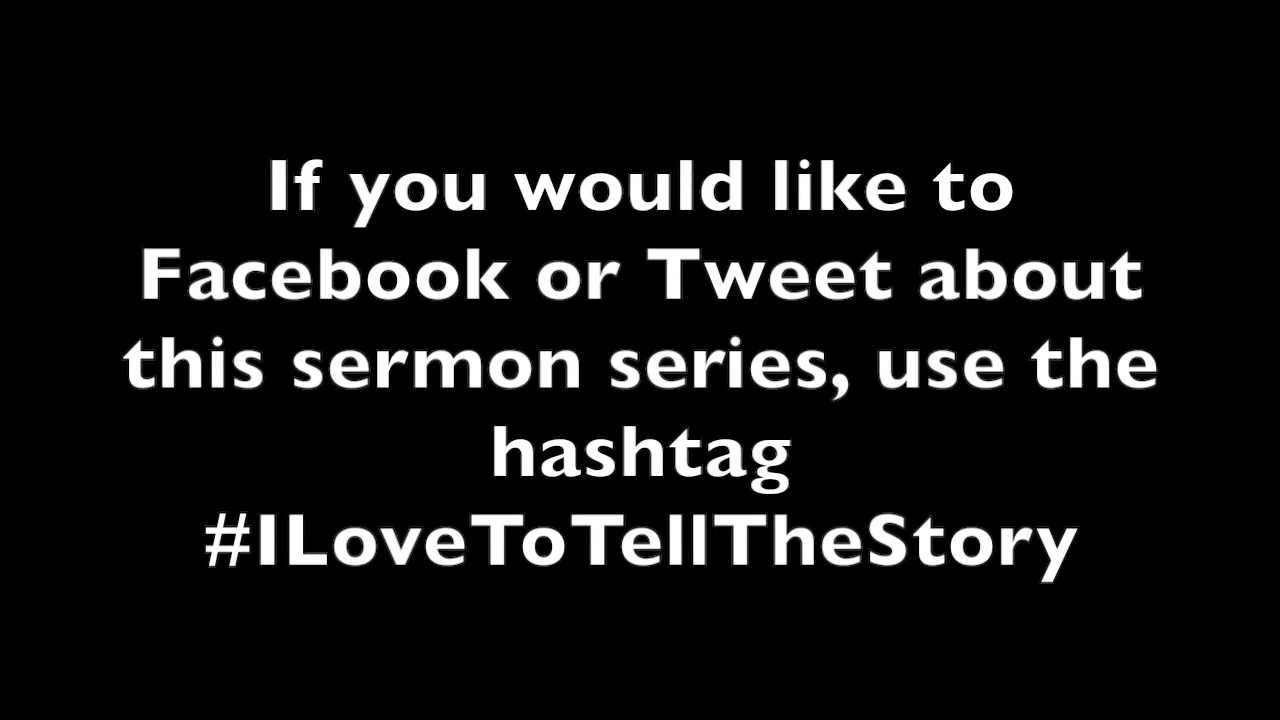 If you would like to
Facebook or Tweet about
this sermon series, use the
hashtag
#ILoveToTellTheStory